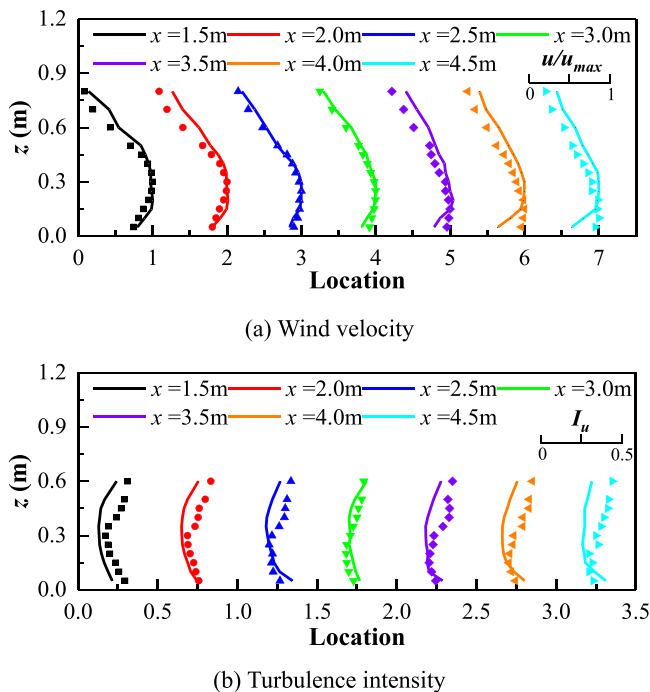 1.2
x =1.5m x =2.0m x =2.5m x =3.0m
x =3.5m x =4.0m x =4.5m u/umax
0 1
0.9
0.6
0.3
0.0
z (m)
0 1 2 3 4 5 6 7
Location
(a) Wind velocity
1.2
x =1.5m x =2.0m x =2.5m x =3.0m
x =3.5m x =4.0m x =4.5m Iu
0 0.5
0.9
0.6
0.3
0.0
z (m)
0.0 0.5 1.0 1.5 2.0 2.5 3.0 3.5
Location
(b) Turbulence intensity